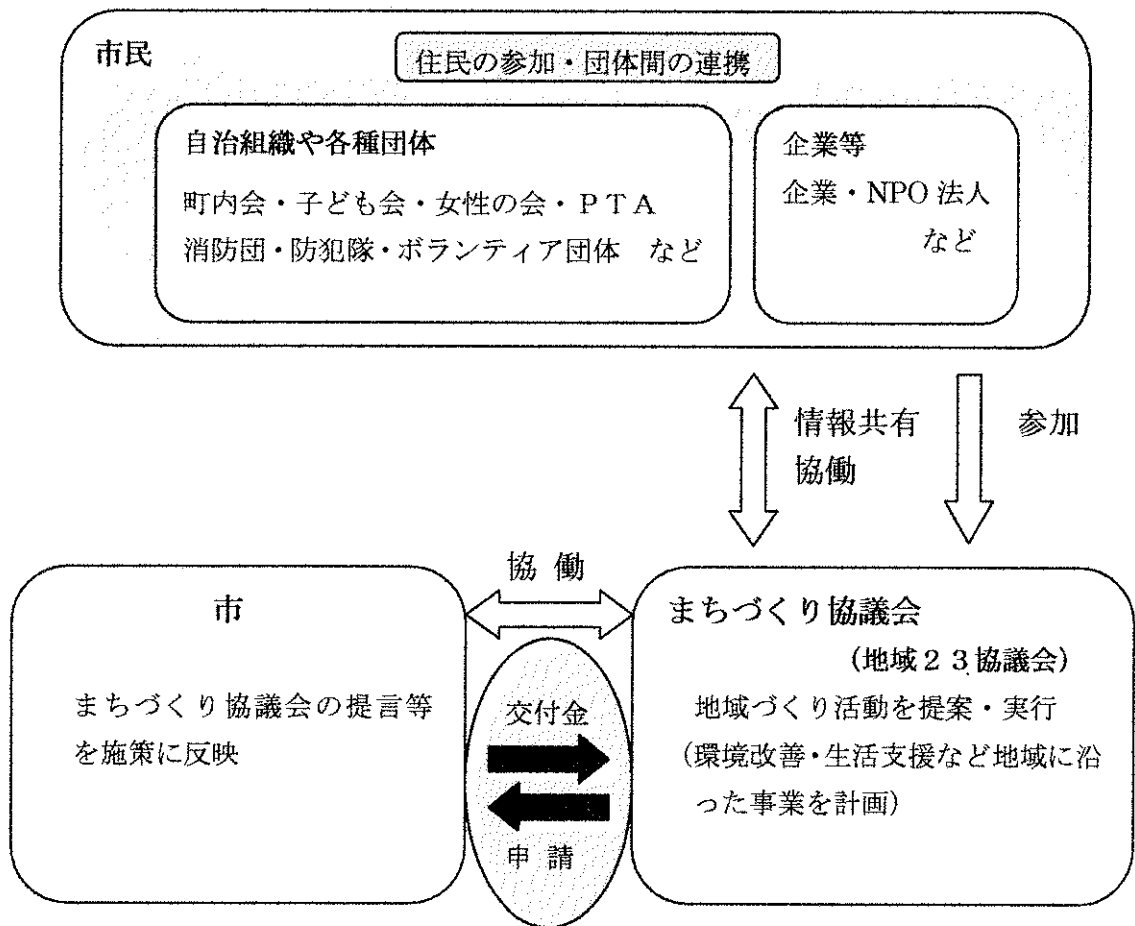 市民
住民の参加・団体間の連携
自治組織や各種団体
町内会・子ども会・女性の会・ＰＴＡ
消防団・防犯隊・ボランティア団体　など
企業等
企業・NPO 法人
など
情報共有
協働
参加
協 働
市
まちづくり協議会の提言等
を施策に反映
交付金
申 請
まちづくり協議会
(地域２３協議会)
地域づくり活動を提案・実行
(環境改善・生活支援など地域に沿
った事業を計画)